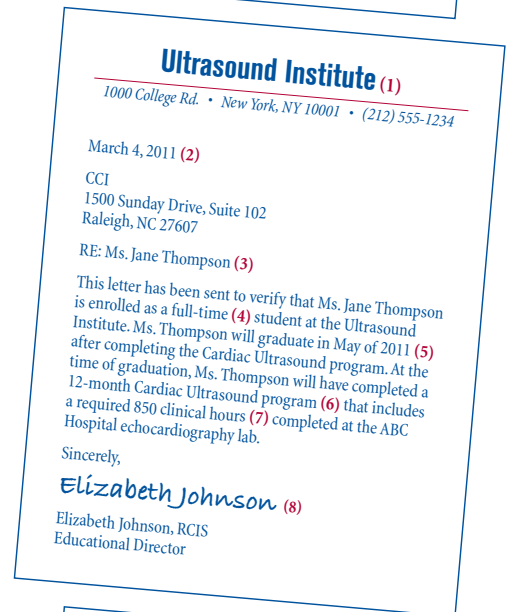 Ultrasound Institute (1)
1000 College Rd. • New York, NY 10001 • (212) 555-1234
March 4, 2011 (2)
CCI
1500 Sunday Drive, Suite 102
Raleigh, NC 27607
RE: Ms. Jane Thompson (3)
This letter has been sent to verify that Ms. Jane Thompson
is enrolled as a full-time (4) student at the Ultrasound
Institute. Ms. Thompson will graduate in May of 2011 (5)
after completing the Cardiac Ultrasound program. At the
time of graduation, Ms. Thompson will have completed a
12-month Cardiac Ultrasound program (6) that includes
a required 850 clinical hours (7) completed at the ABC
Hospital echocardiography lab.
Sincerely,
Elizabeth Johnson (8)
Elizabeth Johnson, RCIS
Educational Director